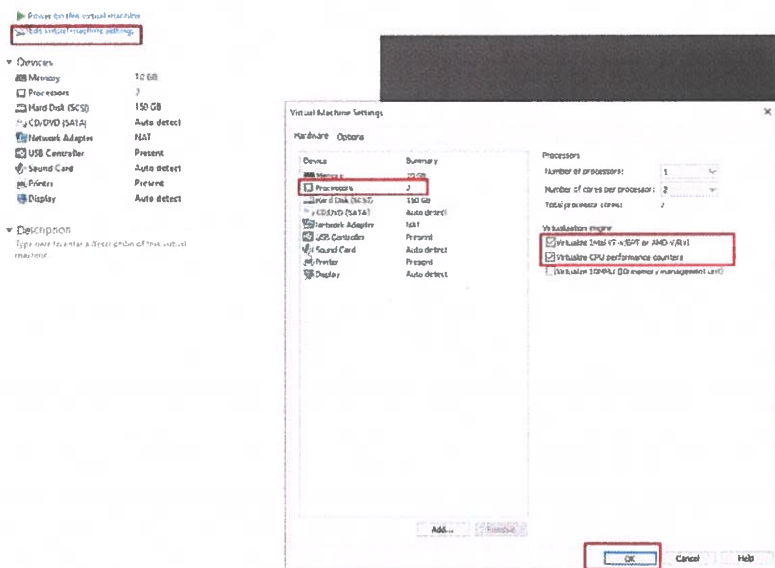 Power on this virtual machine
Edit virtual machine settings
Devices
Memory 10 GB
Processors 2
Hard Disk (SCSI) 150 GB
CD/DVD (SATA) Auto detect
Network Adapter NAT
USB Controller Present
Sound Card Auto detect
Printer Present
Display Auto detect
Description
Type here to enter a description of this virtual
machine.
Virtual Machine Settings
Hardware Options
Device Summary
Memory 10 GB
Processors 2
Hard Disk (SCSI) 150 GB
CD/DVD (SATA) Auto detect
Network Adapter NAT
USB Controller Present
Sound Card Auto detect
Printer Present
Display Auto detect
Add...
Remove
Processors
Number of processors: 1
Number of cores per processor: 2
Total processor cores: 2
Virtualization engine
Virtualize Intel VT-x/EPT or AMD-V/RVI
Virtualize CPU performance counters
Virtualize IOMMU (IO memory management unit)
OK Cancel Help